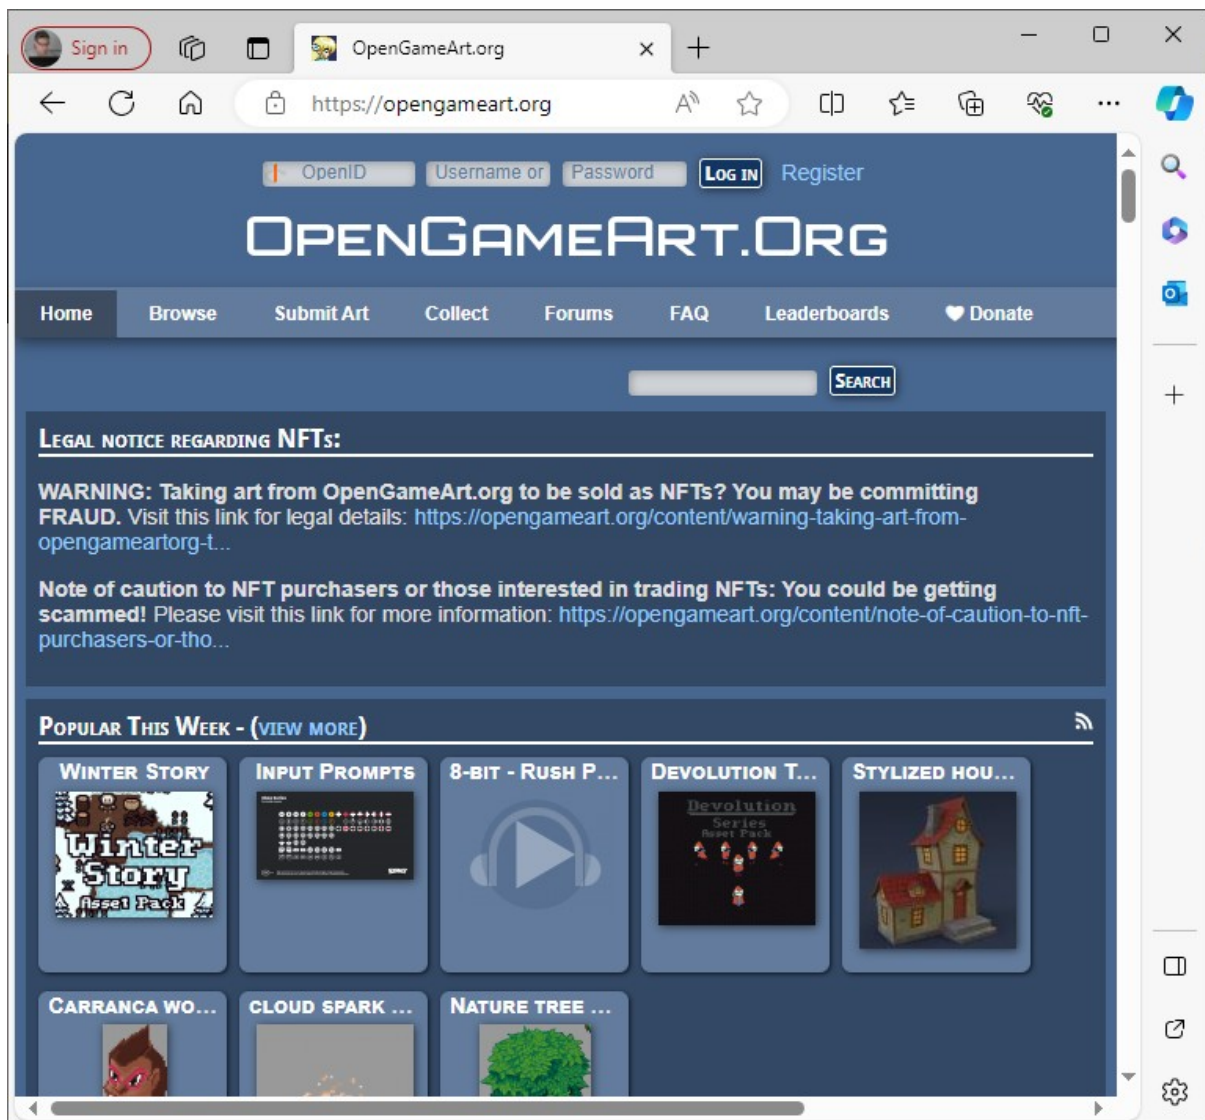 Sign in
OpenGameArt.org
https://opengameart.org
OpenID
Username or
Password
Log in
Register
OpenGameArt.Org
Home
Browse
Submit Art
Collect
Forums
FAQ
Leaderboards
Donate
Search
Legal notice regarding NFTs:
WARNING: Taking art from OpenGameArt.org to be sold as NFTs? You may be committing
FRAUD. Visit this link for legal details: https://opengameart.org/content/warning-taking-art-from-
opengameartorg-t...
Note of caution to NFT purchasers or those interested in trading NFTs: You could be getting
scammed! Please visit this link for more information: https://opengameart.org/content/note-of-caution-to-nft-
purchasers-or-tho...
Popular This Week - (view more)
Winter Story
Input Prompts
8-bit - Rush P...
Devolution T...
Stylized hou...
Winter
Story
Asset Pack
Devolution
Series
Asset Pack
Carranca wo...
cloud spark ...
Nature tree ...